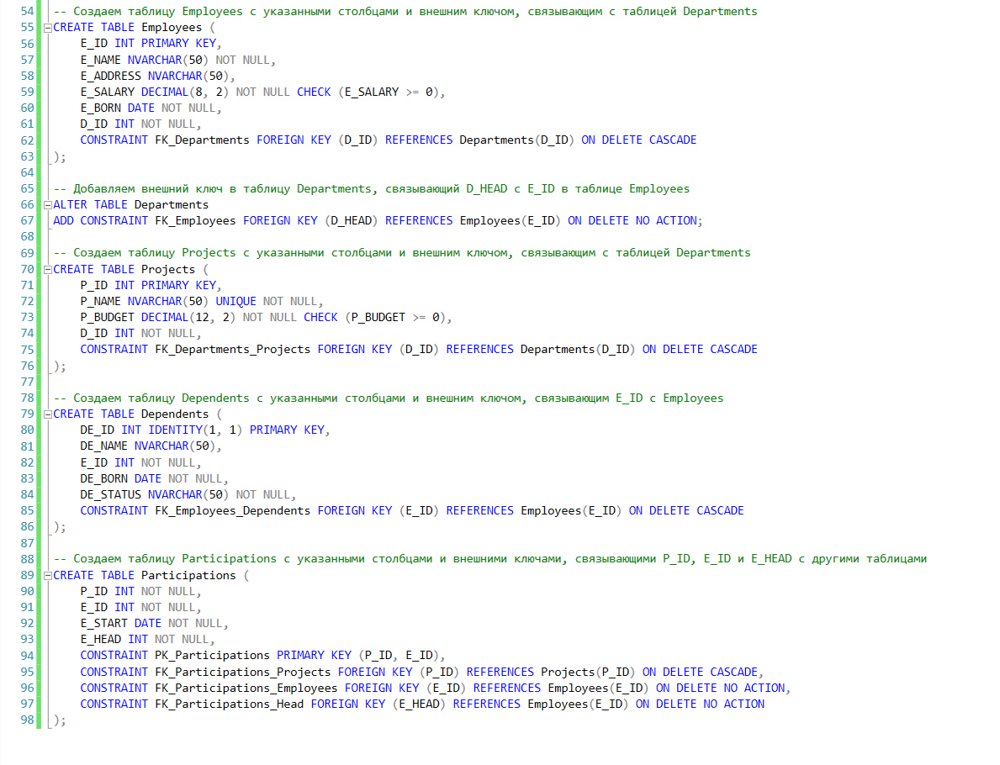 54 -- Создаем таблицу Employees с указанными столбцами и внешним ключом, связывающим с таблицей Departments
55 CREATE TABLE Employees (
56 E_ID INT PRIMARY KEY,
57 E_NAME NVARCHAR(50) NOT NULL,
58 E_ADDRESS NVARCHAR(50),
59 E_SALARY DECIMAL(8, 2) NOT NULL CHECK (E_SALARY >= 0),
60 E_BORN DATE NOT NULL,
61 D_ID INT NOT NULL,
62 CONSTRAINT FK_Departments FOREIGN KEY (D_ID) REFERENCES Departments(D_ID) ON DELETE CASCADE
63 );
64
65 -- Добавляем внешний ключ в таблицу Departments, связывающий D_HEAD с E_ID в таблице Employees
66 ALTER TABLE Departments
67 ADD CONSTRAINT FK_Employees FOREIGN KEY (D_HEAD) REFERENCES Employees(E_ID) ON DELETE NO ACTION;
68
69 -- Создаем таблицу Projects с указанными столбцами и внешним ключом, связывающим с таблицей Departments
70 CREATE TABLE Projects (
71 P_ID INT PRIMARY KEY,
72 P_NAME NVARCHAR(50) UNIQUE NOT NULL,
73 P_BUDGET DECIMAL(12, 2) NOT NULL CHECK (P_BUDGET >= 0),
74 D_ID INT NOT NULL,
75 CONSTRAINT FK_Departments_Projects FOREIGN KEY (D_ID) REFERENCES Departments(D_ID) ON DELETE CASCADE
76 );
77
78 -- Создаем таблицу Dependents с указанными столбцами и внешним ключом, связывающим E_ID с Employees
79 CREATE TABLE Dependents (
80 DE_ID INT IDENTITY(1, 1) PRIMARY KEY,
81 DE_NAME NVARCHAR(50),
82 E_ID INT NOT NULL,
83 DE_BORN DATE NOT NULL,
84 DE_STATUS NVARCHAR(50) NOT NULL,
85 CONSTRAINT FK_Employees_Dependents FOREIGN KEY (E_ID) REFERENCES Employees(E_ID) ON DELETE CASCADE
86 );
87
88 -- Создаем таблицу Participations с указанными столбцами и внешними ключами, связывающими P_ID, E_ID и E_HEAD с другими таблицами
89 CREATE TABLE Participations (
90 P_ID INT NOT NULL,
91 E_ID INT NOT NULL,
92 E_START DATE NOT NULL,
93 E_HEAD INT NOT NULL,
94 CONSTRAINT PK_Participations PRIMARY KEY (P_ID, E_ID),
95 CONSTRAINT FK_Participations_Projects FOREIGN KEY (P_ID) REFERENCES Projects(P_ID) ON DELETE CASCADE,
96 CONSTRAINT FK_Participations_Employees FOREIGN KEY (E_ID) REFERENCES Employees(E_ID) ON DELETE NO ACTION,
97 CONSTRAINT FK_Participations_Head FOREIGN KEY (E_HEAD) REFERENCES Employees(E_ID) ON DELETE NO ACTION
98 );